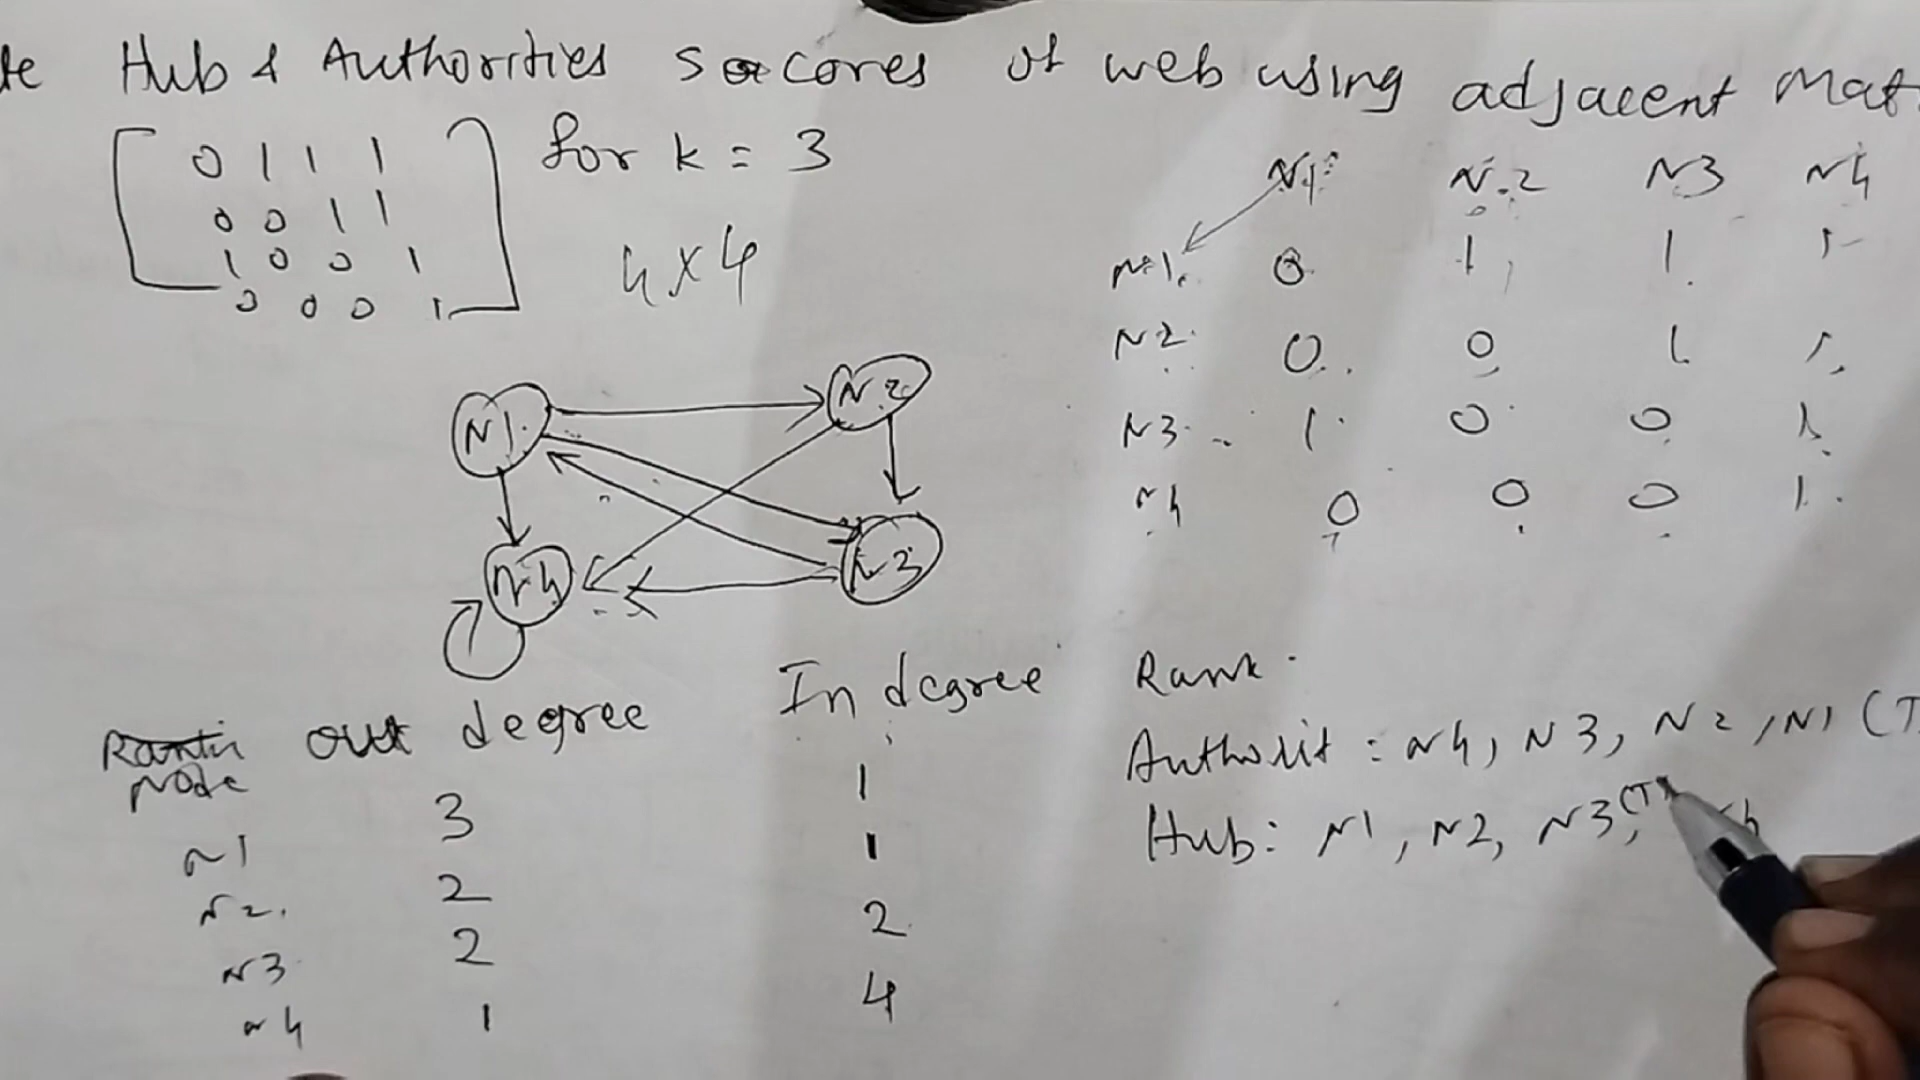 Hub & Authorities scores of web using adjacent Mat
0 1 1 1
0 0 1 1
1 0 0 1
0 0 0 1
for k = 3
4x4
N1 N2 N3 N4
N1 0 1 1 1
N2 0 0 1 1
N3 1 0 0 1
N4 0 0 0 1
N1
N2
N4
N3
Node out degree In degree
N1 3 1
N2 2 1
N3 2 2
N4 1 4
Rank
Authorit : N4, N3, N2, N1 (T
Hub : N1, N2, N3(T)